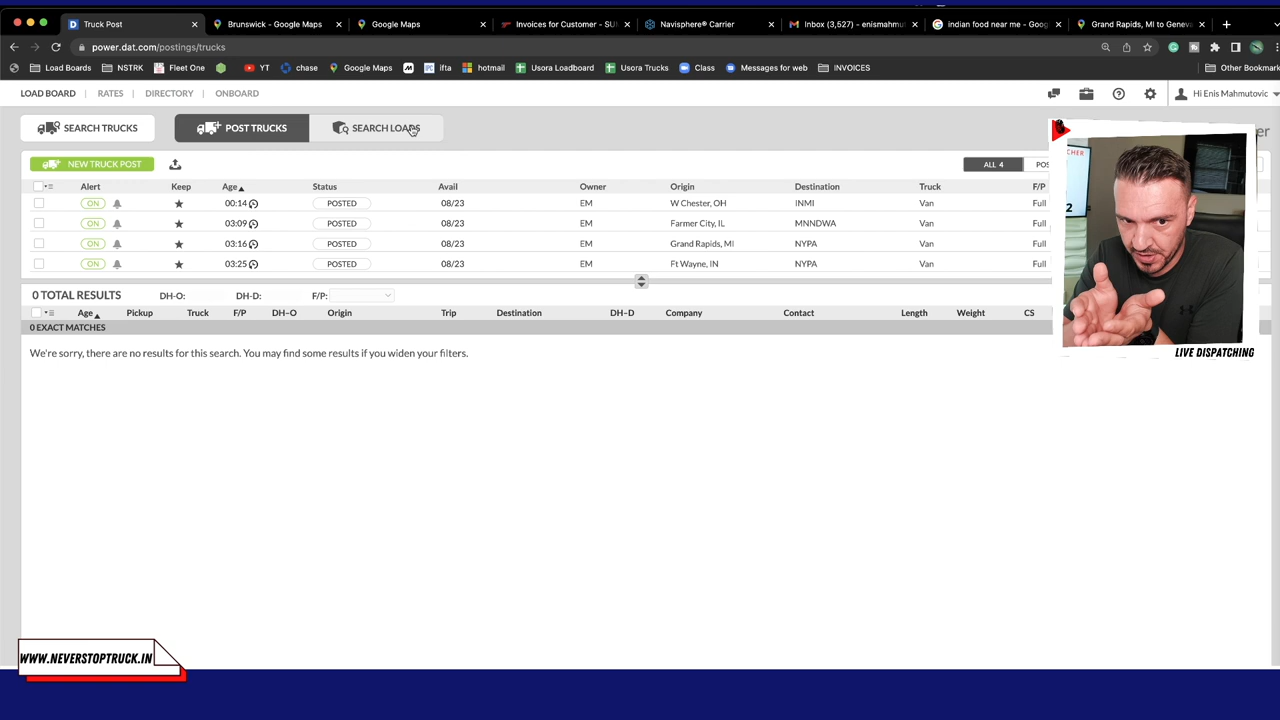 Truck Post
Brunswick - Google Maps
Google Maps
Invoices for Customer - SU
Navisphere® Carrier
Inbox (3,527) - enismahmu
indian food near me - Goog
Grand Rapids, MI to Geneva
power.dat.com/postings/trucks
Load Boards NSTRK Fleet One YT chase Google Maps ifta hotmail Usora Loadboard Usora Trucks Class Messages for web INVOICES Other Bookmark
LOAD BOARD RATES DIRECTORY ONBOARD Hi Enis Mahmutovic
SEARCH TRUCKS POST TRUCKS SEARCH LOADS
NEW TRUCK POST ALL 4 POS
Alert Keep Age Status Avail Owner Origin Destination Truck F/P
ON 00:14 POSTED 08/23 EM W Chester, OH INMI Van Full
ON 03:09 POSTED 08/23 EM Farmer City, IL MNNDWA Van Full
ON 03:16 POSTED 08/23 EM Grand Rapids, MI NYPA Van Full
ON 03:25 POSTED 08/23 EM Ft Wayne, IN NYPA Van Full
0 TOTAL RESULTS DH-O: DH-D: F/P:
Age Pickup Truck F/P DH-O Origin Trip Destination DH-D Company Contact Length Weight CS
0 EXACT MATCHES
We're sorry, there are no results for this search. You may find some results if you widen your filters.
LIVE DISPATCHING
WWW.NEVERSTOPTRUCK.IN